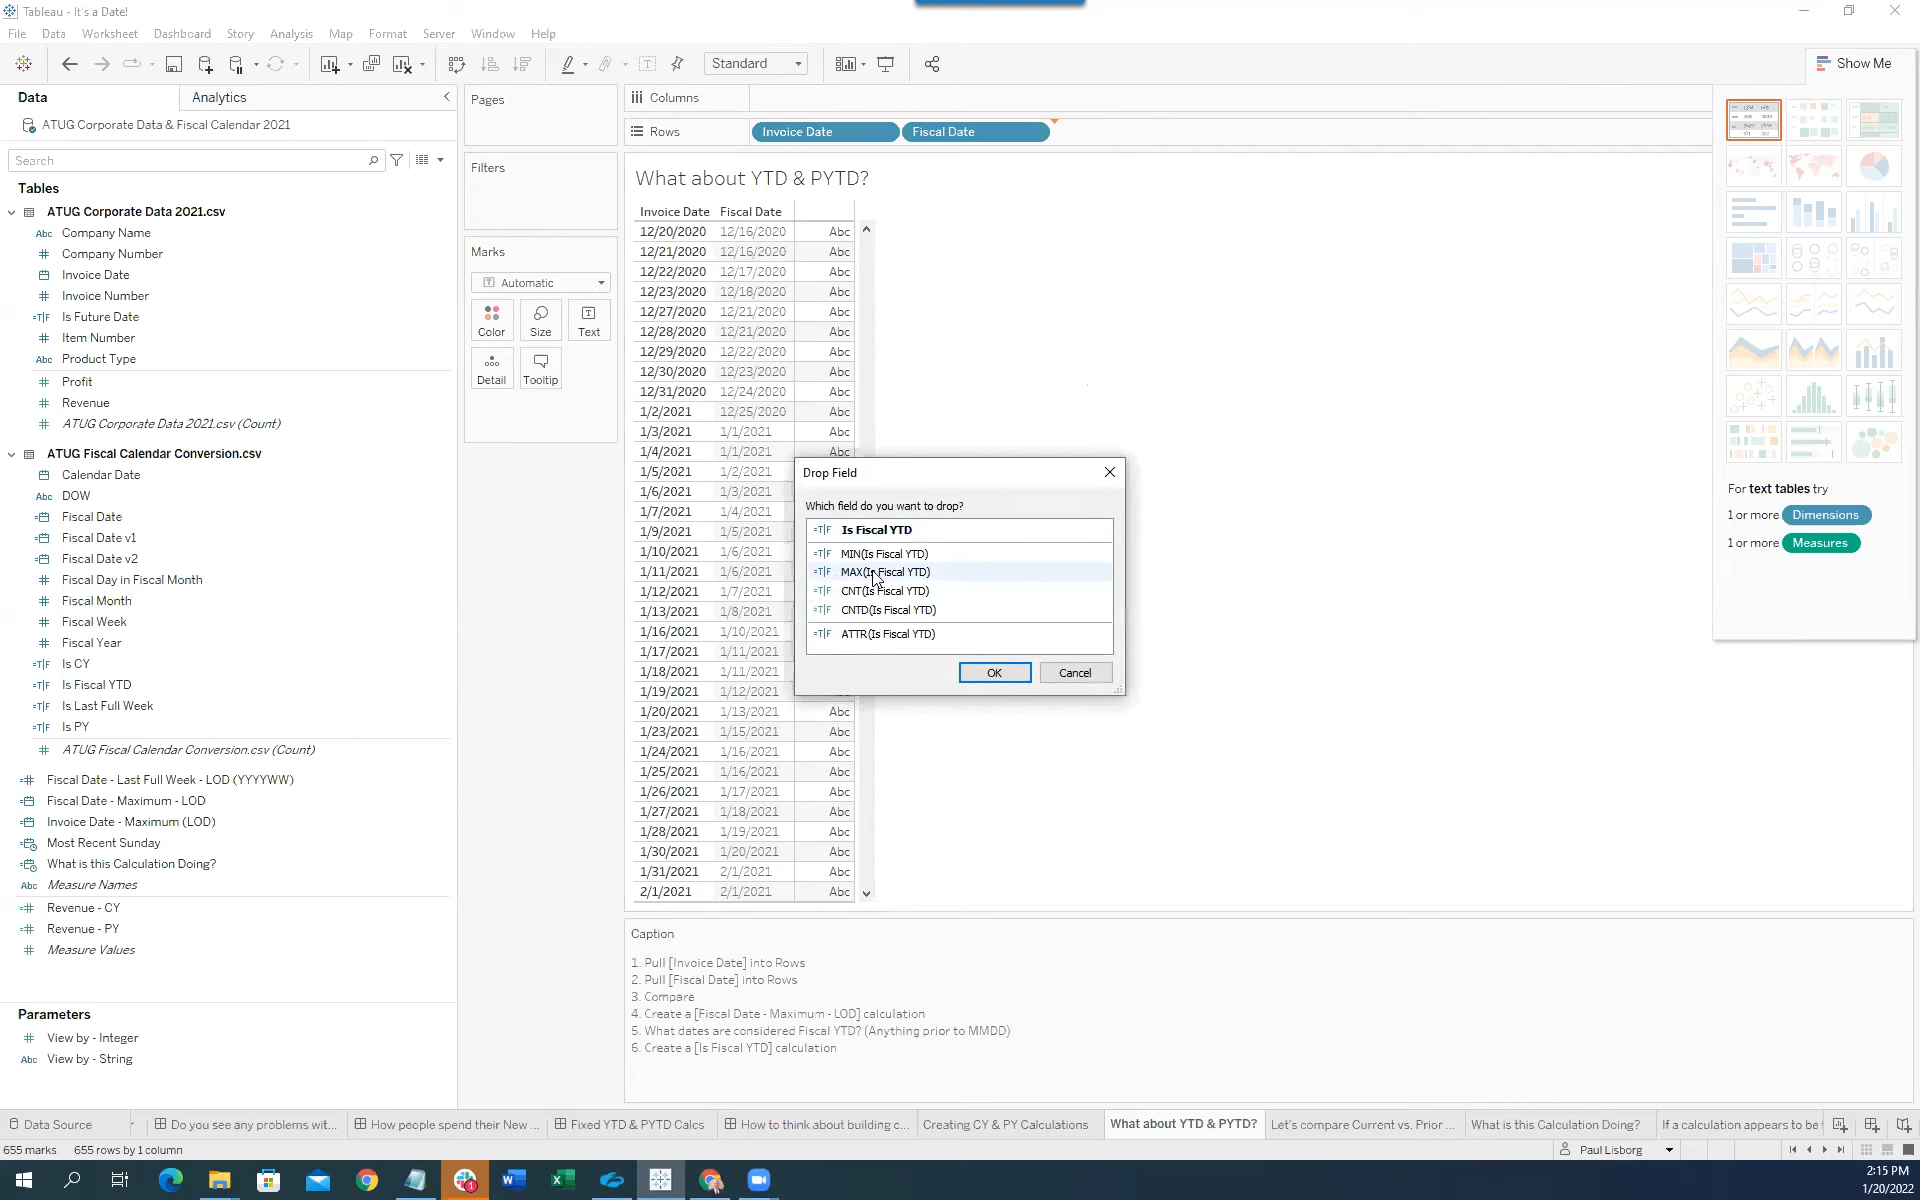 Tableau - It's a Date!
File Data Worksheet Dashboard Story Analysis Map Format Server Window Help
Standard
Show Me
Data
Analytics
ATUG Corporate Data & Fiscal Calendar 2021
Search
Tables
ATUG Corporate Data 2021.csv
Abc Company Name
# Company Number
Invoice Date
# Invoice Number
=T|F Is Future Date
# Item Number
Abc Product Type
# Profit
# Revenue
# ATUG Corporate Data 2021.csv (Count)
ATUG Fiscal Calendar Conversion.csv
Calendar Date
Abc DOW
Fiscal Date
Fiscal Date v1
Fiscal Date v2
# Fiscal Day in Fiscal Month
# Fiscal Month
# Fiscal Week
# Fiscal Year
=T|F Is CY
=T|F Is Fiscal YTD
=T|F Is Last Full Week
=T|F Is PY
# ATUG Fiscal Calendar Conversion.csv (Count)
=# Fiscal Date - Last Full Week - LOD (YYYYWW)
Fiscal Date - Maximum - LOD
Invoice Date - Maximum (LOD)
Most Recent Sunday
What is this Calculation Doing?
Abc Measure Names
=# Revenue - CY
=# Revenue - PY
# Measure Values
Parameters
# View by - Integer
Abc View by - String
Pages
Filters
Marks
Automatic
Color Size Text
Detail Tooltip
Columns
Rows Invoice Date Fiscal Date
What about YTD & PYTD?
Invoice Date Fiscal Date
12/20/2020 12/16/2020 Abc
12/21/2020 12/16/2020 Abc
12/22/2020 12/17/2020 Abc
12/23/2020 12/18/2020 Abc
12/27/2020 12/21/2020 Abc
12/28/2020 12/21/2020 Abc
12/29/2020 12/22/2020 Abc
12/30/2020 12/23/2020 Abc
12/31/2020 12/24/2020 Abc
1/2/2021 12/25/2020 Abc
1/3/2021 1/1/2021 Abc
1/4/2021 1/1/2021 Abc
1/5/2021 1/2/2021
1/6/2021 1/3/2021
1/7/2021 1/4/2021
1/9/2021 1/5/2021
1/10/2021 1/6/2021
1/11/2021 1/6/2021
1/12/2021 1/7/2021
1/13/2021 1/8/2021
1/16/2021 1/10/2021
1/17/2021 1/11/2021
1/18/2021 1/11/2021
1/19/2021 1/12/2021
1/20/2021 1/13/2021 Abc
1/23/2021 1/15/2021 Abc
1/24/2021 1/16/2021 Abc
1/25/2021 1/16/2021 Abc
1/26/2021 1/17/2021 Abc
1/27/2021 1/18/2021 Abc
1/28/2021 1/19/2021 Abc
1/30/2021 1/20/2021 Abc
1/31/2021 2/1/2021 Abc
2/1/2021 2/1/2021 Abc
Drop Field
Which field do you want to drop?
=T|F Is Fiscal YTD
=T|F MIN(Is Fiscal YTD)
=T|F MAX(Is Fiscal YTD)
=T|F CNT(Is Fiscal YTD)
=T|F CNTD(Is Fiscal YTD)
=T|F ATTR(Is Fiscal YTD)
OK Cancel
For text tables try
1 or more Dimensions
1 or more Measures
Caption
1. Pull [Invoice Date] into Rows
2. Pull [Fiscal Date] into Rows
3. Compare
4. Create a [Fiscal Date - Maximum - LOD] calculation
5. What dates are considered Fiscal YTD? (Anything prior to MMDD)
6. Create a [Is Fiscal YTD] calculation
Data Source Do you see any problems wit... How people spend their New ... Fixed YTD & PYTD Calcs How to think about building c... Creating CY & PY Calculations What about YTD & PYTD? Let's compare Current vs. Prior ... What is this Calculation Doing? If a calculation appears to be
655 marks 655 rows by 1 column
Paul Lisborg
2:15 PM
1/20/2022